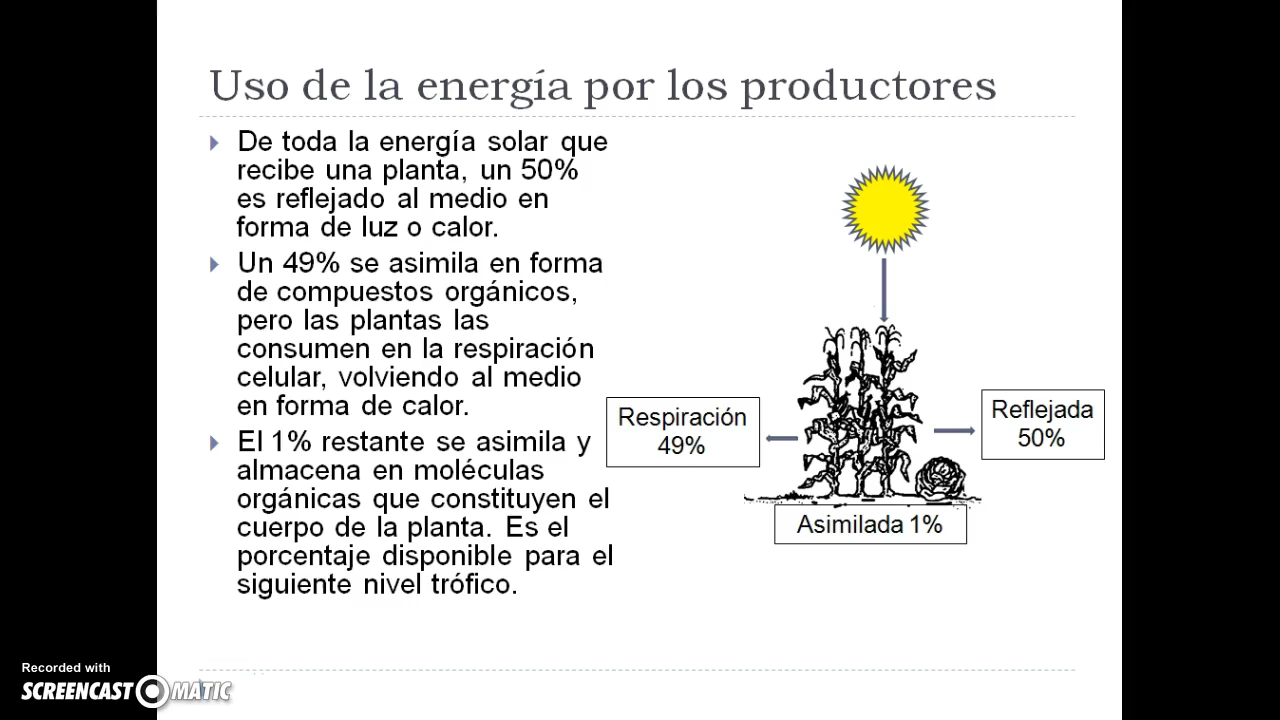 Uso de la energía por los productores
De toda la energía solar que
recibe una planta, un 50%
es reflejado al medio en
forma de luz o calor.
Un 49% se asimila en forma
de compuestos orgánicos,
pero las plantas las
consumen en la respiración
celular, volviendo al medio
en forma de calor.
El 1% restante se asimila y
almacena en moléculas
orgánicas que constituyen el
cuerpo de la planta. Es el
porcentaje disponible para el
siguiente nivel trófico.
Respiración
49%
Reflejada
50%
Asimilada 1%
Recorded with
SCREENCAST MATIC